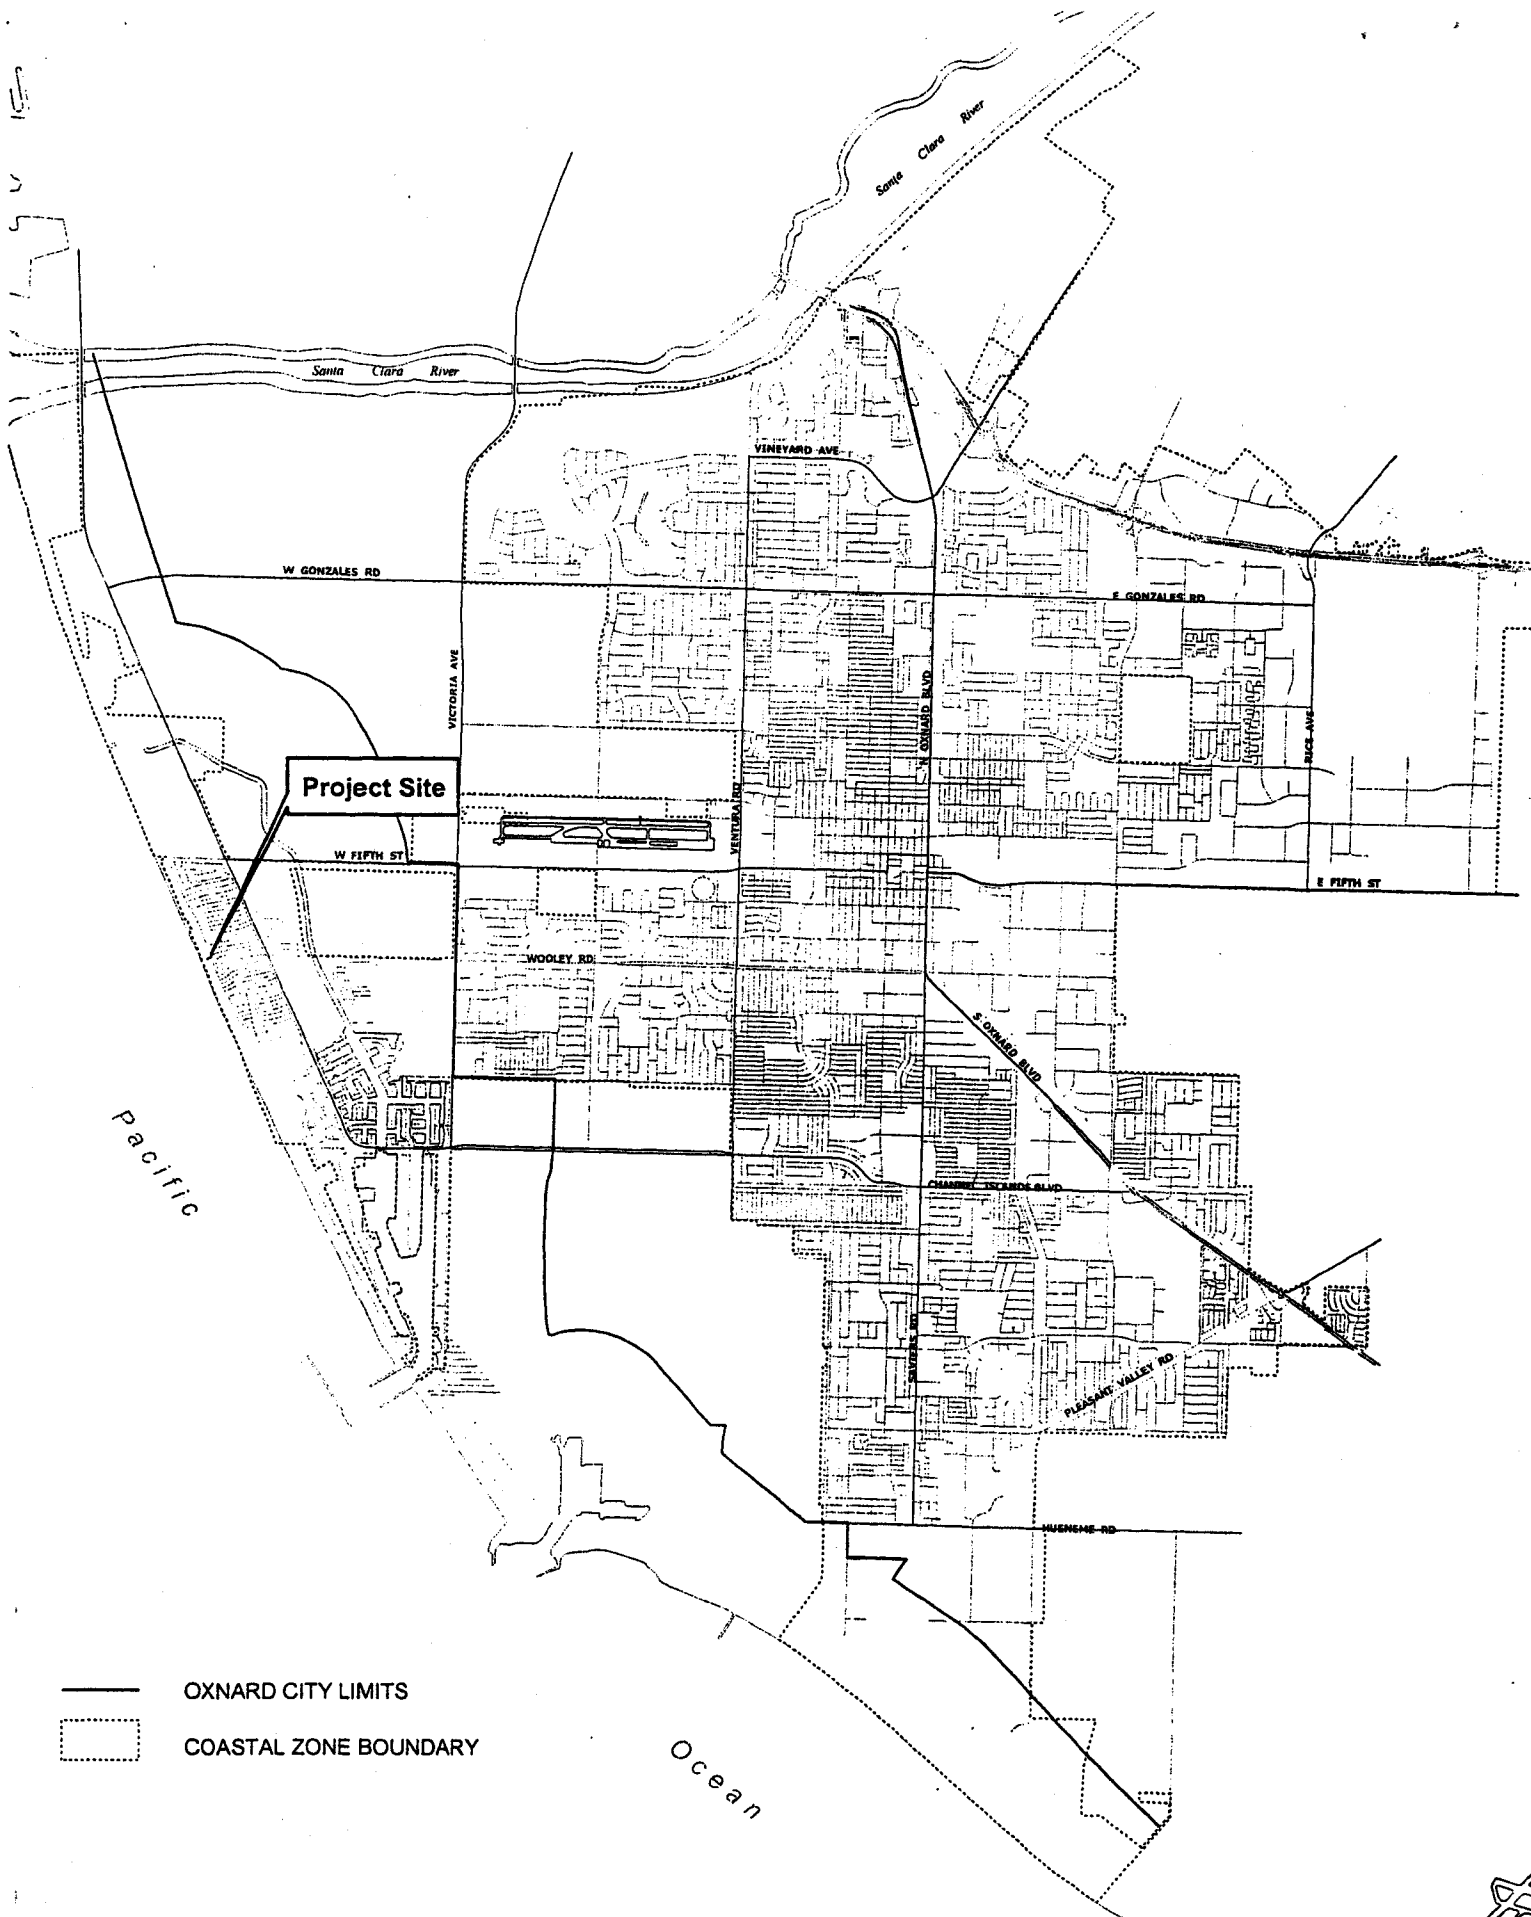 Santa Clara River
Santa Clara River
VINEYARD AVE
W GONZALES RD
E GONZALES RD
VICTORIA AVE
N OXNARD BLVD
RICE AVE
Project Site
VENTURA RD
W FIFTH ST
E FIFTH ST
WOOLEY RD
S OXNARD BLVD
Pacific
CHANNEL ISLANDS BLVD
SAVIERS RD
PLEASANT VALLEY RD
HUENEME RD
OXNARD CITY LIMITS
COASTAL ZONE BOUNDARY
Ocean